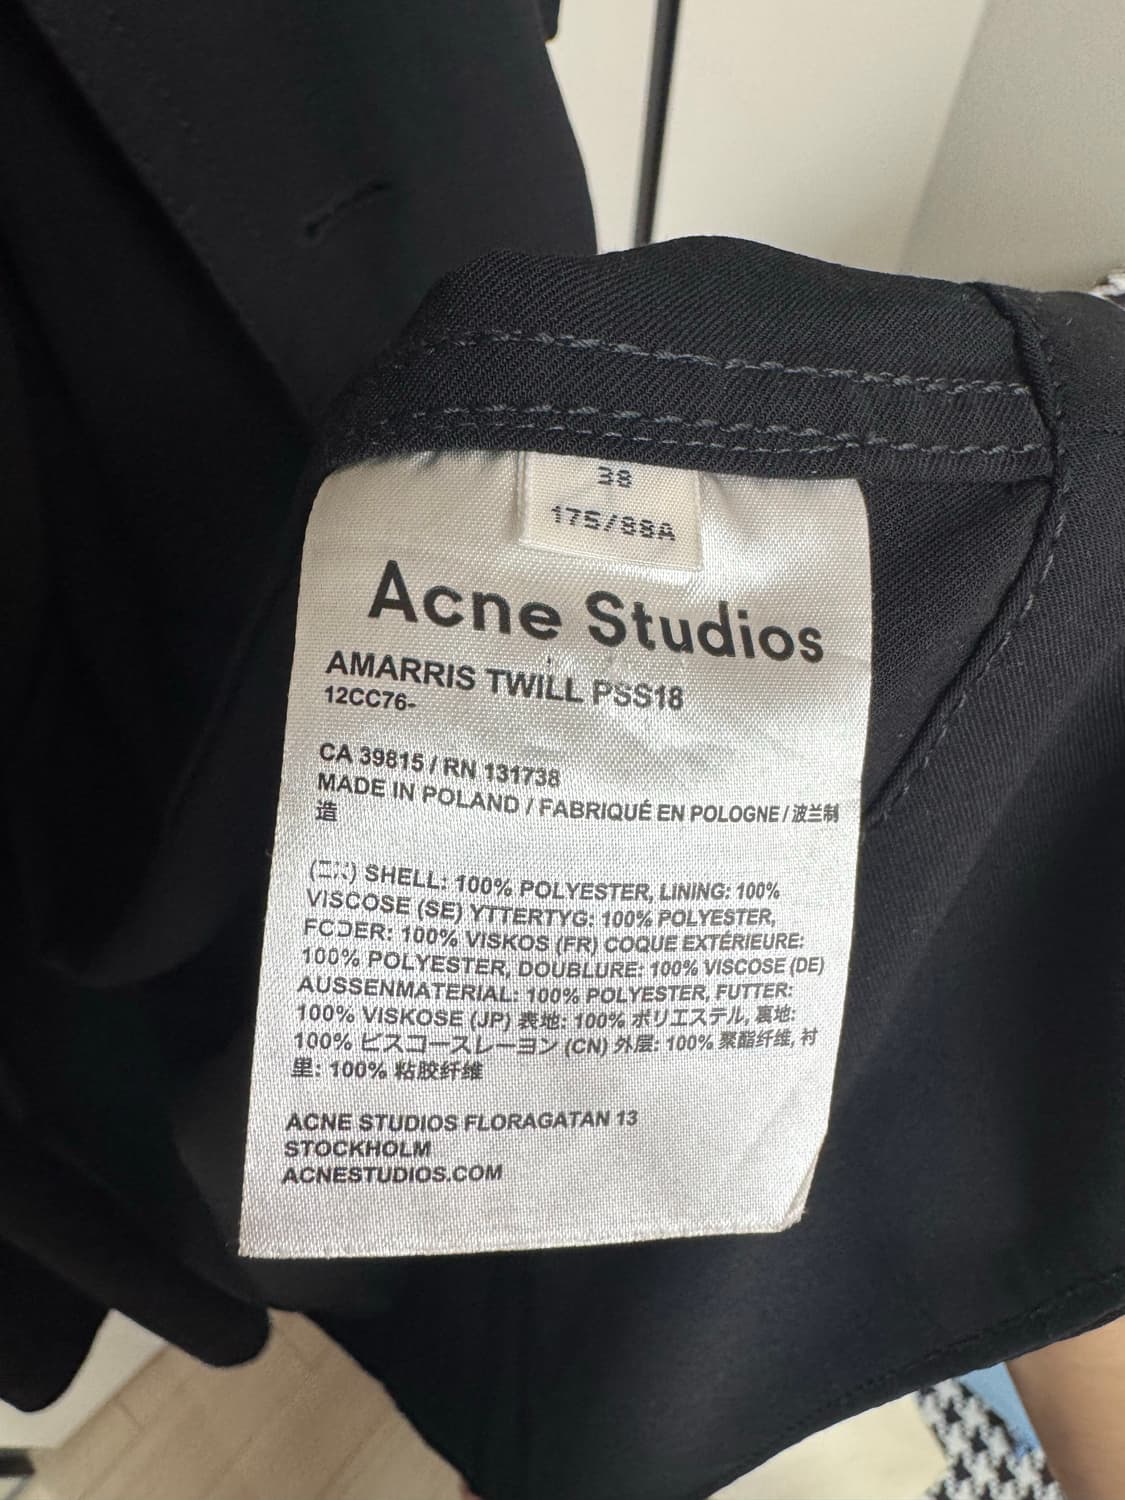 38
175/88A
Acne Studios
AMARRIS TWILL PSS18
12CC76-
CA 39815 / RN 131738
MADE IN POLAND / FABRIQUÉ EN POLOGNE / 波兰制
造
SHELL: 100% POLYESTER, LINING: 100%
VISCOSE (SE) YTTERTYG: 100% POLYESTER,
100% VISKOS (FR) COQUE EXTÉRIEURE:
100% POLYESTER, DOUBLURE: 100% VISCOSE (DE)
AUSSENMATERIAL: 100% POLYESTER, FUTTER:
100% VISKOSE (JP) 表地: 100% ポリエステル, 裏地:
100% ビスコースレーヨン (CN) 外层: 100% 聚酯纤维, 衬
里: 100% 粘胶纤维
ACNE STUDIOS FLORAGATAN 13
STOCKHOLM
ACNESTUDIOS.COM